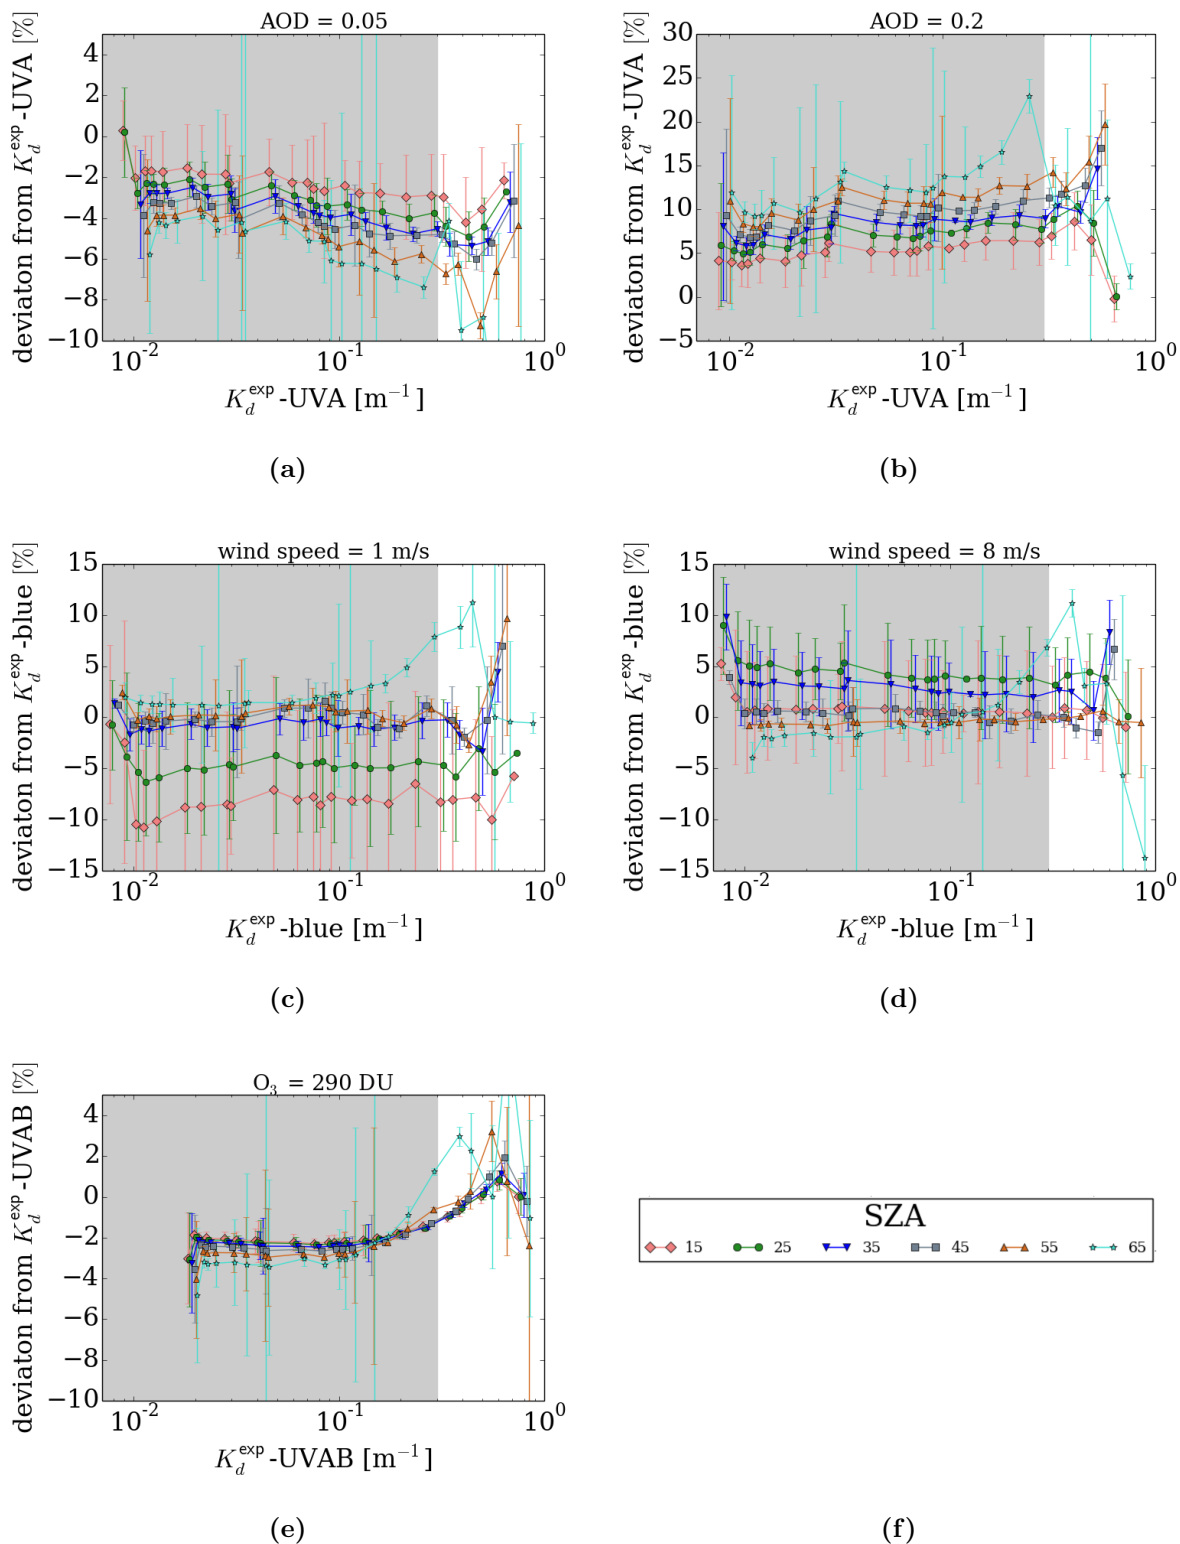 AOD = 0.05
deviaton from K_d^exp-UVA [%]
4
2
0
−2
−4
−6
−8
−10
10^-2 10^-1 10^0
K_d^exp-UVA [m^−1]
(a)
AOD = 0.2
deviaton from K_d^exp-UVA [%]
30
25
20
15
10
5
0
−5
10^-2 10^-1 10^0
K_d^exp-UVA [m^−1]
(b)
wind speed = 1 m/s
deviaton from K_d^exp-blue [%]
15
10
5
0
−5
−10
−15
10^-2 10^-1 10^0
K_d^exp-blue [m^−1]
(c)
wind speed = 8 m/s
deviaton from K_d^exp-blue [%]
15
10
5
0
−5
−10
−15
10^-2 10^-1 10^0
K_d^exp-blue [m^−1]
(d)
O_3 = 290 DU
deviaton from K_d^exp-UVAB [%]
4
2
0
−2
−4
−6
−8
−10
10^-2 10^-1 10^0
K_d^exp-UVAB [m^−1]
(e)
SZA
15 25 35 45 55 65
(f)